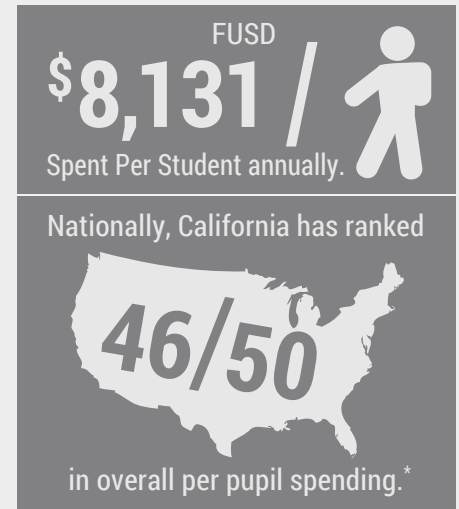 FUSD
$8,131 /
Spent Per Student annually.
Nationally, California has ranked
46/50
in overall per pupil spending.*